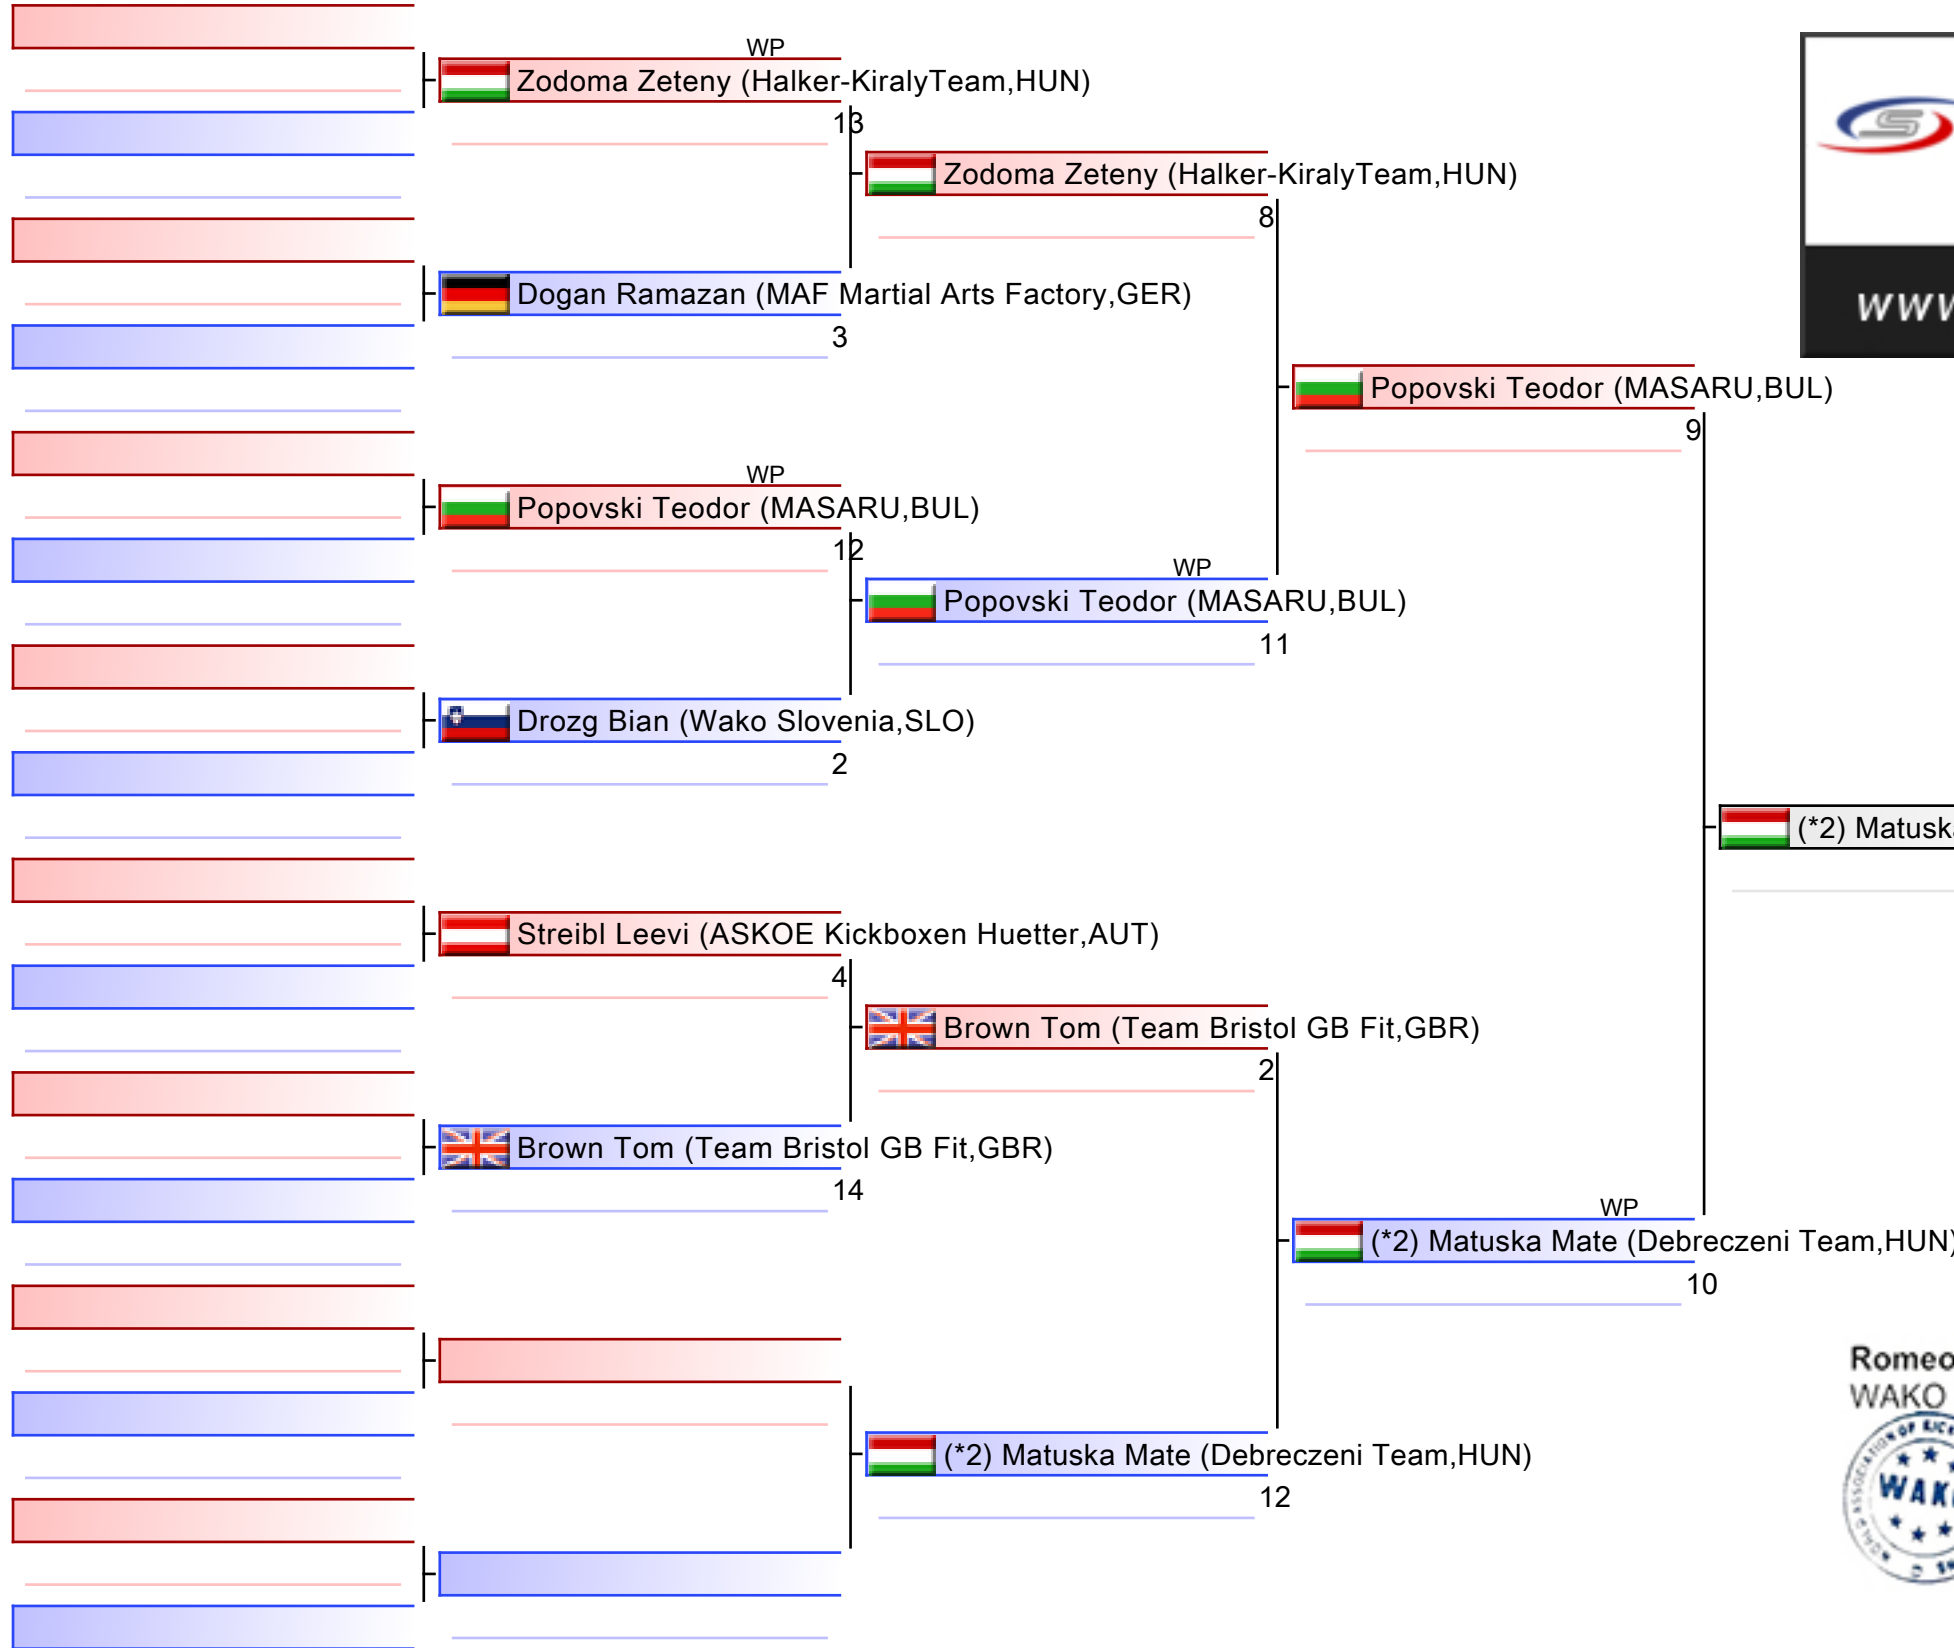 WP
Zodoma Zeteny (Halker-KiralyTeam,HUN)
13
Zodoma Zeteny (Halker-KiralyTeam,HUN)
8
Dogan Ramazan (MAF Martial Arts Factory,GER)
3
www
Popovski Teodor (MASARU,BUL)
9
WP
Popovski Teodor (MASARU,BUL)
12
WP
Popovski Teodor (MASARU,BUL)
11
Drozg Bian (Wako Slovenia,SLO)
2
(*2) Matuska
Streibl Leevi (ASKOE Kickboxen Huetter,AUT)
4
Brown Tom (Team Bristol GB Fit,GBR)
2
Brown Tom (Team Bristol GB Fit,GBR)
14
WP
(*2) Matuska Mate (Debreczeni Team,HUN)
10
Romeo
WAKO
(*2) Matuska Mate (Debreczeni Team,HUN)
12